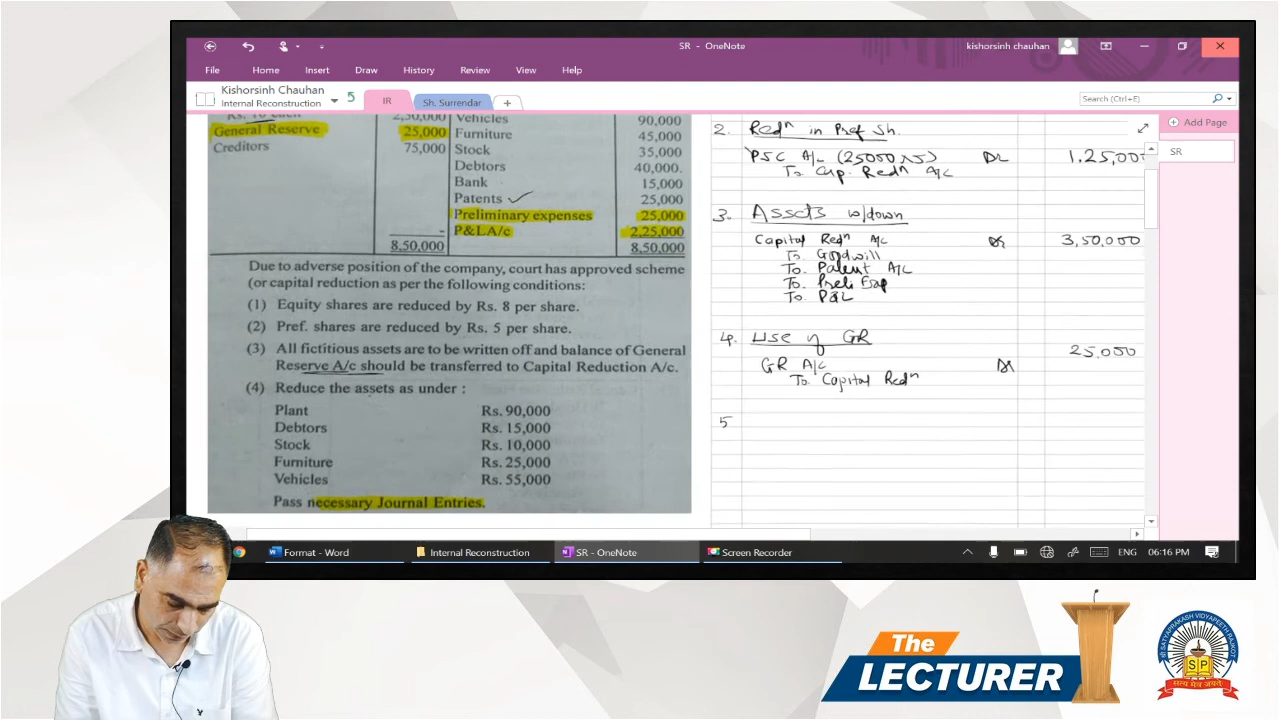 SR - OneNote
kishorsinh chauhan
File Home Insert Draw History Review View Help
Kishorsinh Chauhan
Internal Reconstruction
5
IR
Sh. Surrendar
Search (Ctrl+E)
Add Page
SR
Rs. 10 each 2,50,000 Vehicles 90,000
General Reserve 25,000 Furniture 45,000
Creditors 75,000 Stock 35,000
Debtors 40,000.
Bank 15,000
Patents 25,000
Preliminary expenses 25,000
- P&LA/c 2,25,000
8,50,000 8,50,000
Due to adverse position of the company, court has approved scheme
(or capital reduction as per the following conditions:
(1) Equity shares are reduced by Rs. 8 per share.
(2) Pref. shares are reduced by Rs. 5 per share.
(3) All fictitious assets are to be written off and balance of General
Reserve A/c should be transferred to Capital Reduction A/c.
(4) Reduce the assets as under :
Plant Rs. 90,000
Debtors Rs. 15,000
Stock Rs. 10,000
Furniture Rs. 25,000
Vehicles Rs. 55,000
Pass necessary Journal Entries.
2. Redn in Pref Sh.
PSC A/c (25000x5) Dr 1,25,000
To Cap. Redn A/c
3. Assets w/down
Capital Redn A/c Dr 3,50,000
To Goodwill
To Patent A/c
To Preli Exp
To P&L
4. Use of GR
25,000
GR A/c Dr
To Capital Redn
5
Format - Word
Internal Reconstruction
SR - OneNote
Screen Recorder
ENG 06:16 PM
The
LECTURER
SP